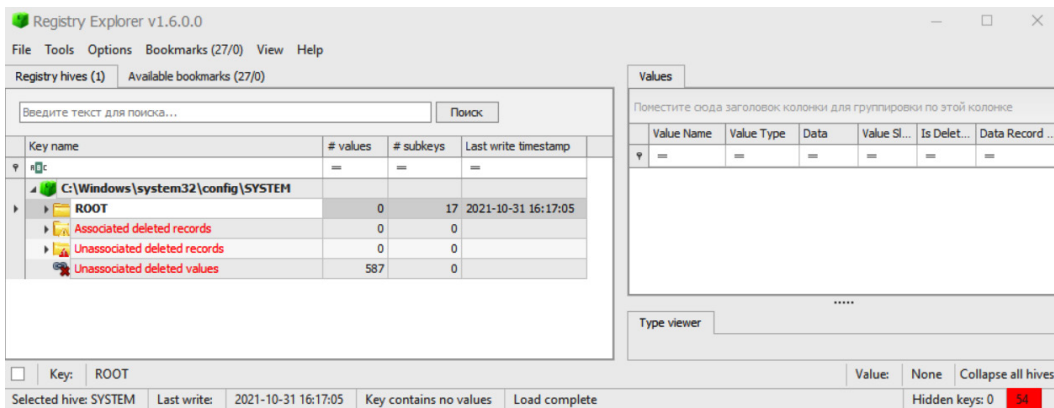 Registry Explorer v1.6.0.0
File Tools Options Bookmarks (27/0) View Help
Registry hives (1) Available bookmarks (27/0)
Values
Введите текст для поиска... Поиск
Поместите сюда заголовок колонки для группировки по этой колонке
Key name # values # subkeys Last write timestamp
Value Name Value Type Data Value Sl... Is Delet... Data Record ...
= = =
= = = = = =
C:\Windows\system32\config\SYSTEM
ROOT 0 17 2021-10-31 16:17:05
Associated deleted records 0 0
Unassociated deleted records 0 0
Unassociated deleted values 587 0
Type viewer
Key: ROOT
Value: None Collapse all hives
Selected hive: SYSTEM Last write: 2021-10-31 16:17:05 Key contains no values Load complete
Hidden keys: 0 54